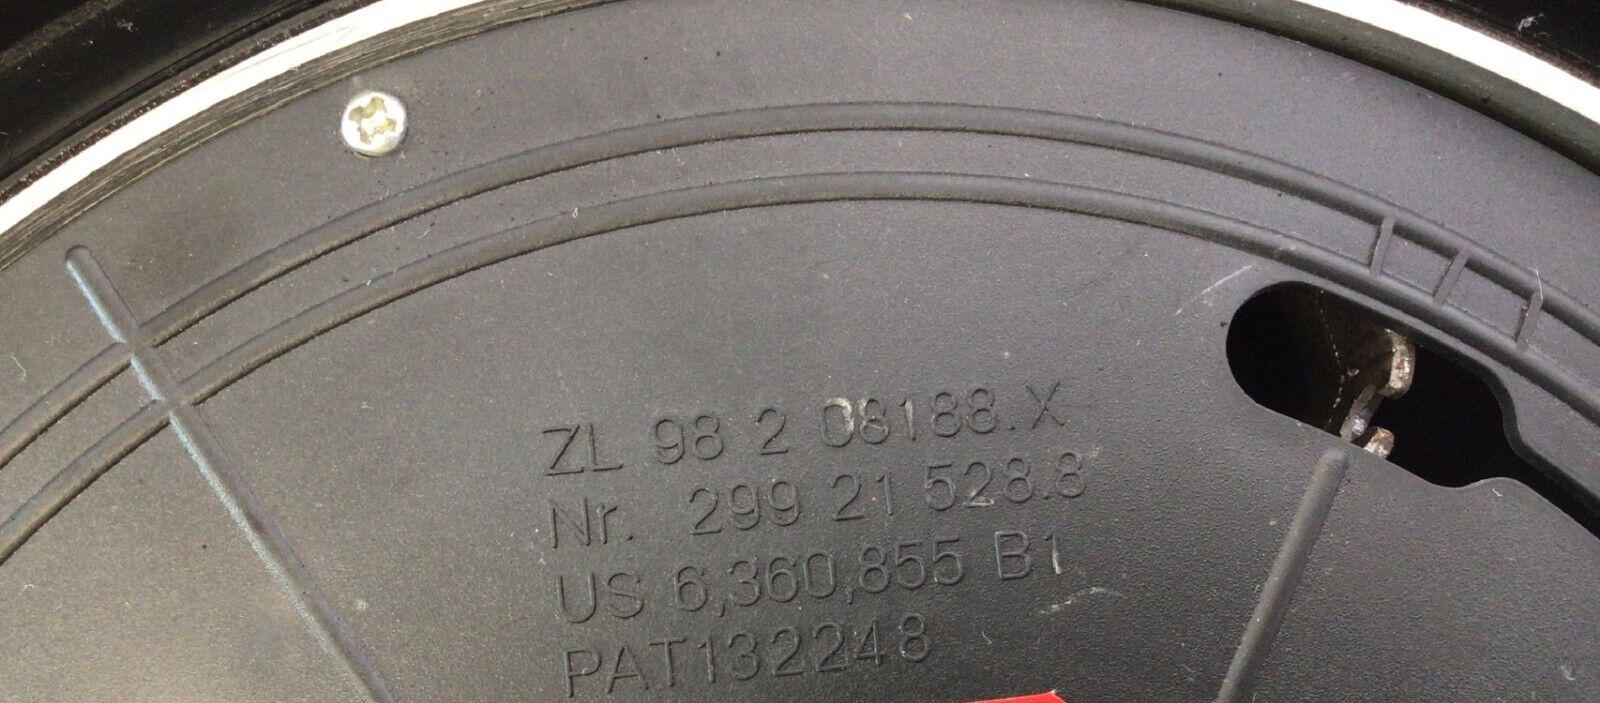 ZL 98 2 08188.X
Nr. 299 21 528.8
US 6,360,855 B1
PAT132248